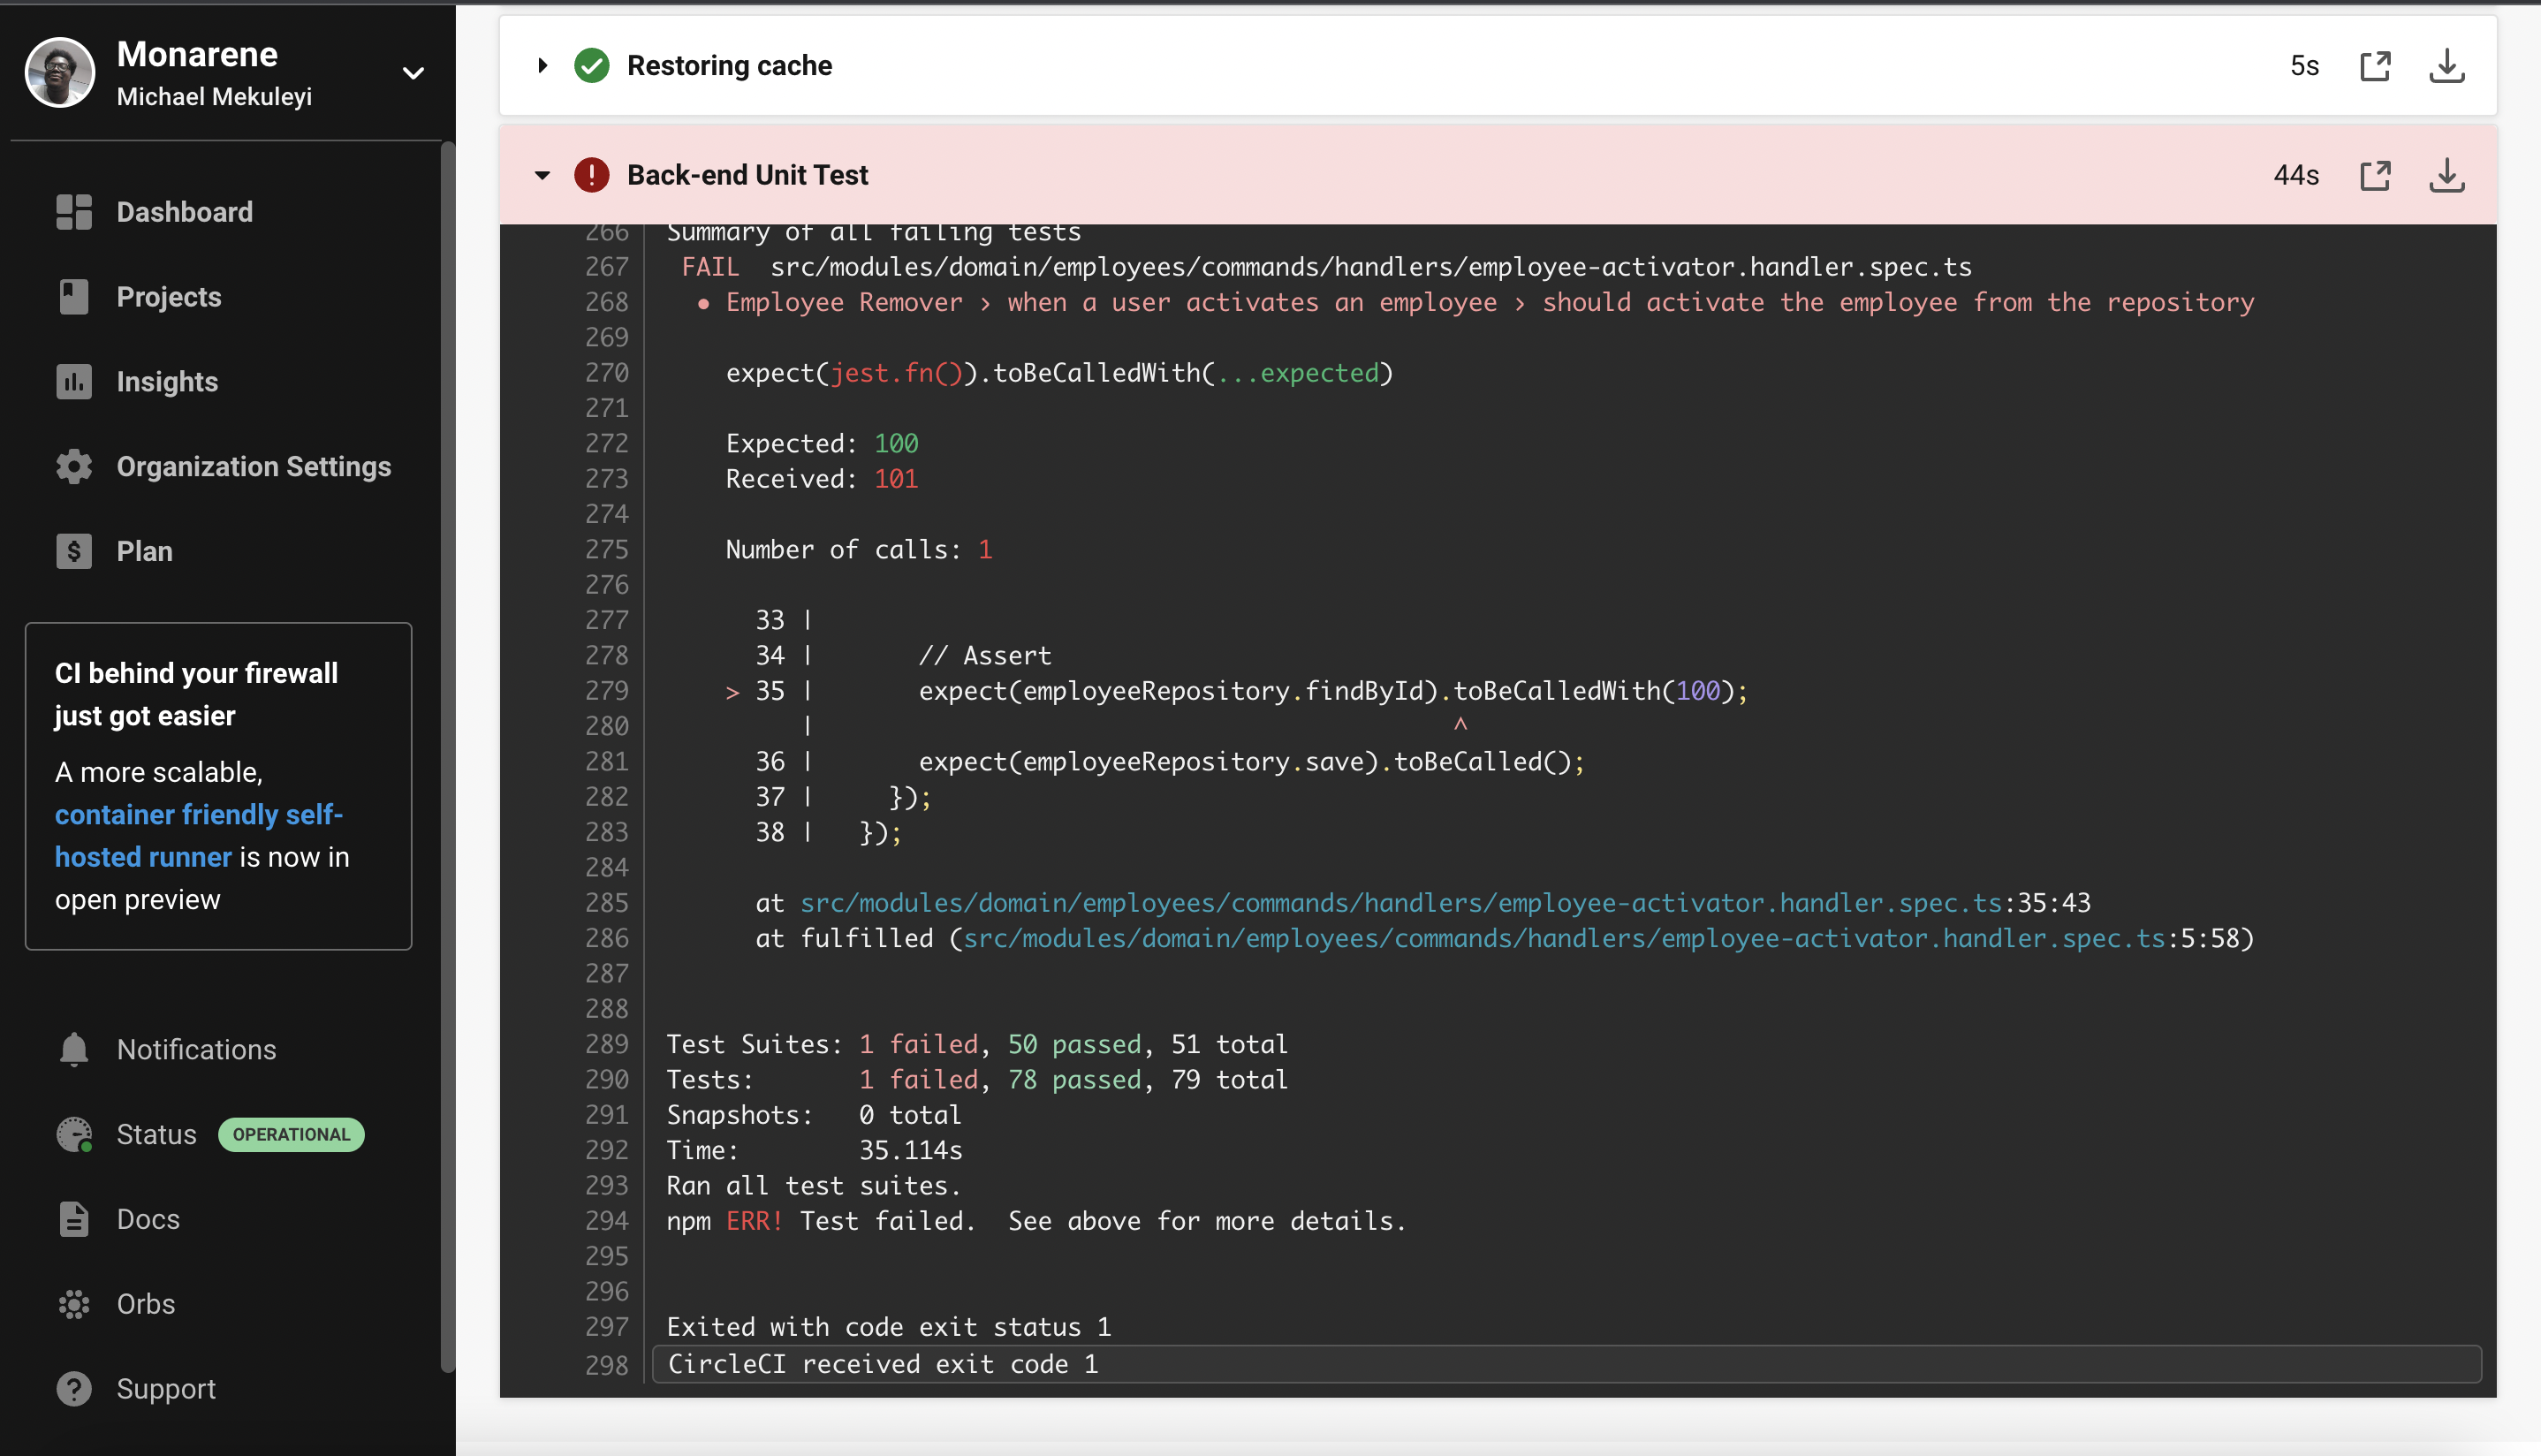 Monarene
Michael Mekuleyi
Dashboard
Projects
Insights
Organization Settings
$ Plan
CI behind your firewall
just got easier
A more scalable,
container friendly self-
hosted runner is now in
open preview
Notifications
Status OPERATIONAL
Docs
Orbs
? Support
Restoring cache 5s
! Back-end Unit Test 44s
266 Summary of all failing tests
267 FAIL src/modules/domain/employees/commands/handlers/employee-activator.handler.spec.ts
268 ● Employee Remover › when a user activates an employee › should activate the employee from the repository
269
270 expect(jest.fn()).toBeCalledWith(...expected)
271
272 Expected: 100
273 Received: 101
274
275 Number of calls: 1
276
277 33 |
278 34 | // Assert
279 > 35 | expect(employeeRepository.findById).toBeCalledWith(100);
280 | ^
281 36 | expect(employeeRepository.save).toBeCalled();
282 37 | });
283 38 | });
284
285 at src/modules/domain/employees/commands/handlers/employee-activator.handler.spec.ts:35:43
286 at fulfilled (src/modules/domain/employees/commands/handlers/employee-activator.handler.spec.ts:5:58)
287
288
289 Test Suites: 1 failed, 50 passed, 51 total
290 Tests: 1 failed, 78 passed, 79 total
291 Snapshots: 0 total
292 Time: 35.114s
293 Ran all test suites.
294 npm ERR! Test failed. See above for more details.
295
296
297 Exited with code exit status 1
298 CircleCI received exit code 1